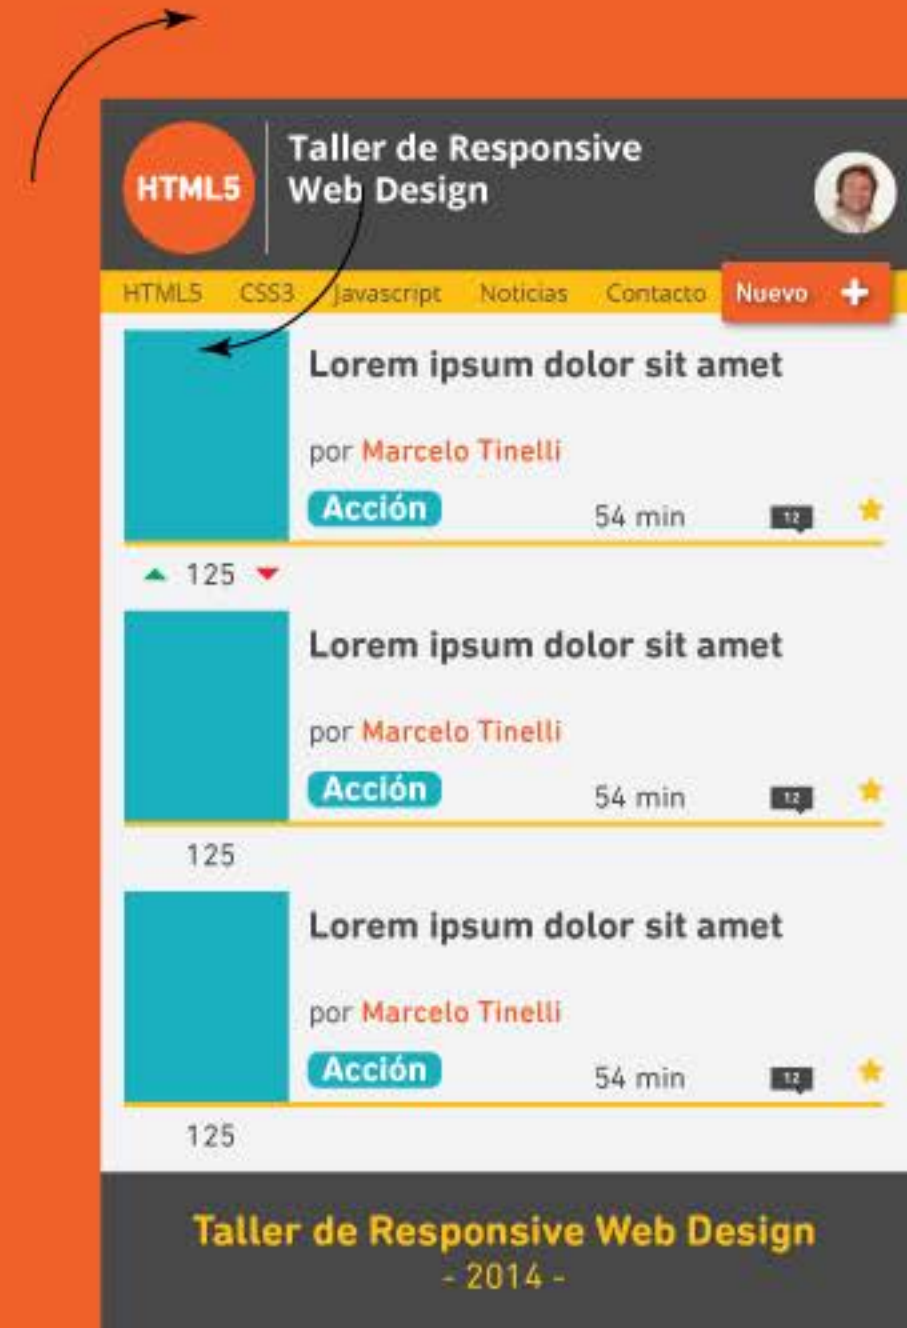 HTML5
Taller de Responsive
Web Design
HTML5 CSS3 Javascript Noticias Contacto Nuevo
Lorem ipsum dolor sit amet
por Marcelo Tinelli
Acción 54 min 12
125
Lorem ipsum dolor sit amet
por Marcelo Tinelli
Acción 54 min 12
125
Lorem ipsum dolor sit amet
por Marcelo Tinelli
Acción 54 min 12
125
Taller de Responsive Web Design
- 2014 -